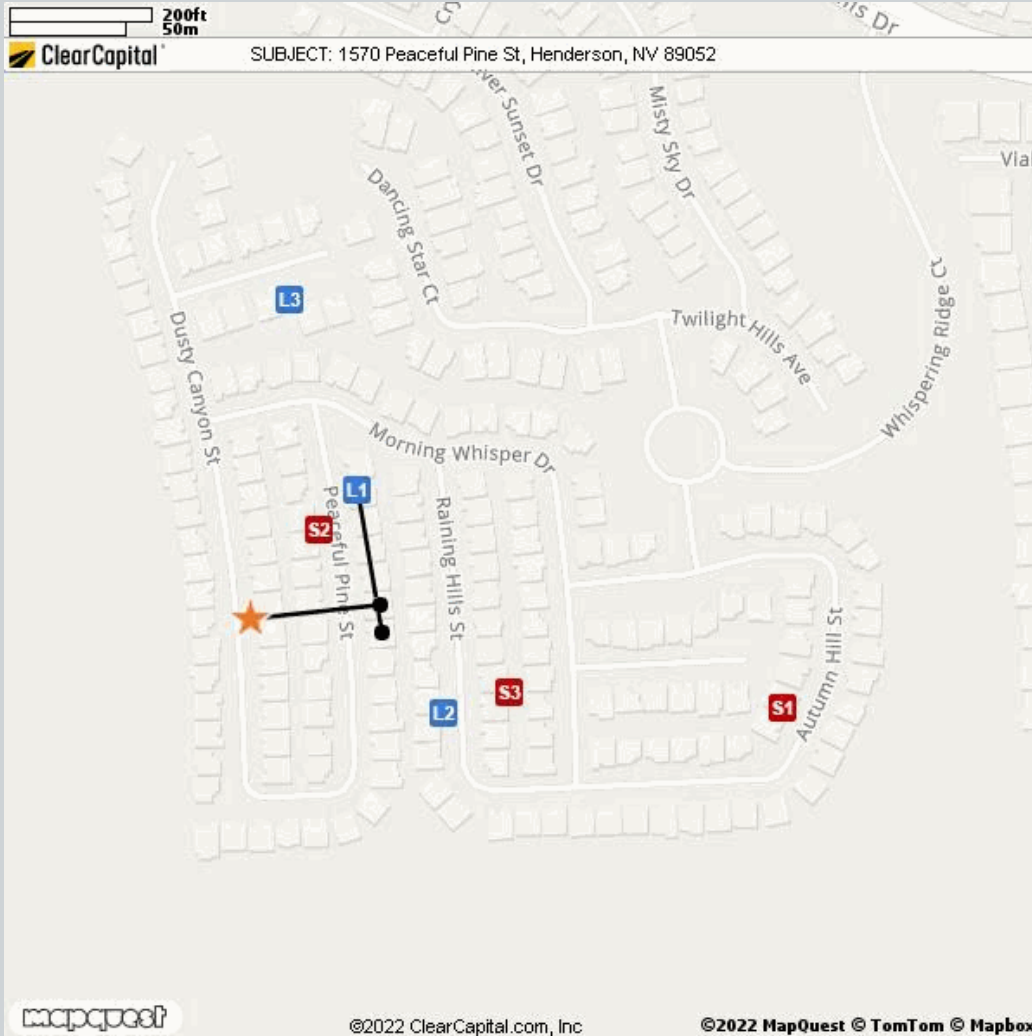 200ft
50m
ClearCapital
SUBJECT: 1570 Peaceful Pine St, Henderson, NV 89052
Sunset Dr
Misty Sky Dr
Dancing Star Ct
L3
Twilight Hills Ave
Whispering Ridge Ct
Dusty Canyon St
Morning Whisper Dr
L1
S2
Peaceful Pine St
Raining Hills St
L2
S3
S1
Autumn Hill St
mapquest
©2022 ClearCapital.com, Inc
©2022 MapQuest © TomTom © Mapbox